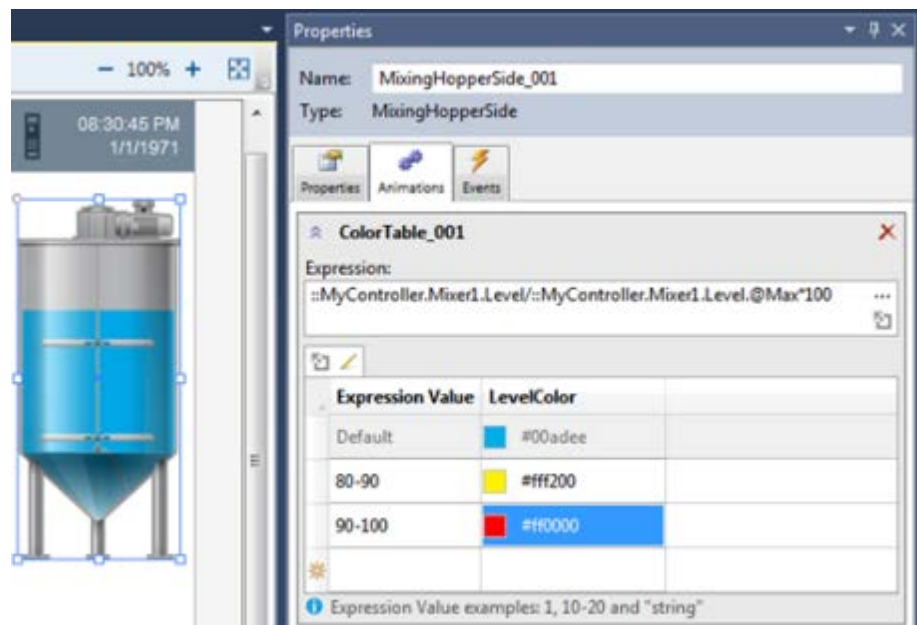 Properties
− 100% +
Name: MixingHopperSide_001
08:30:45 PM
1/1/1971
Type: MixingHopperSide
Properties Animations Events
ColorTable_001
Expression:
::MyController.Mixer1.Level/::MyController.Mixer1.Level.@Max*100 ...
Expression Value LevelColor
Default #00adee
80-90 #fff200
90-100 #ff0000
Expression Value examples: 1, 10-20 and "string"